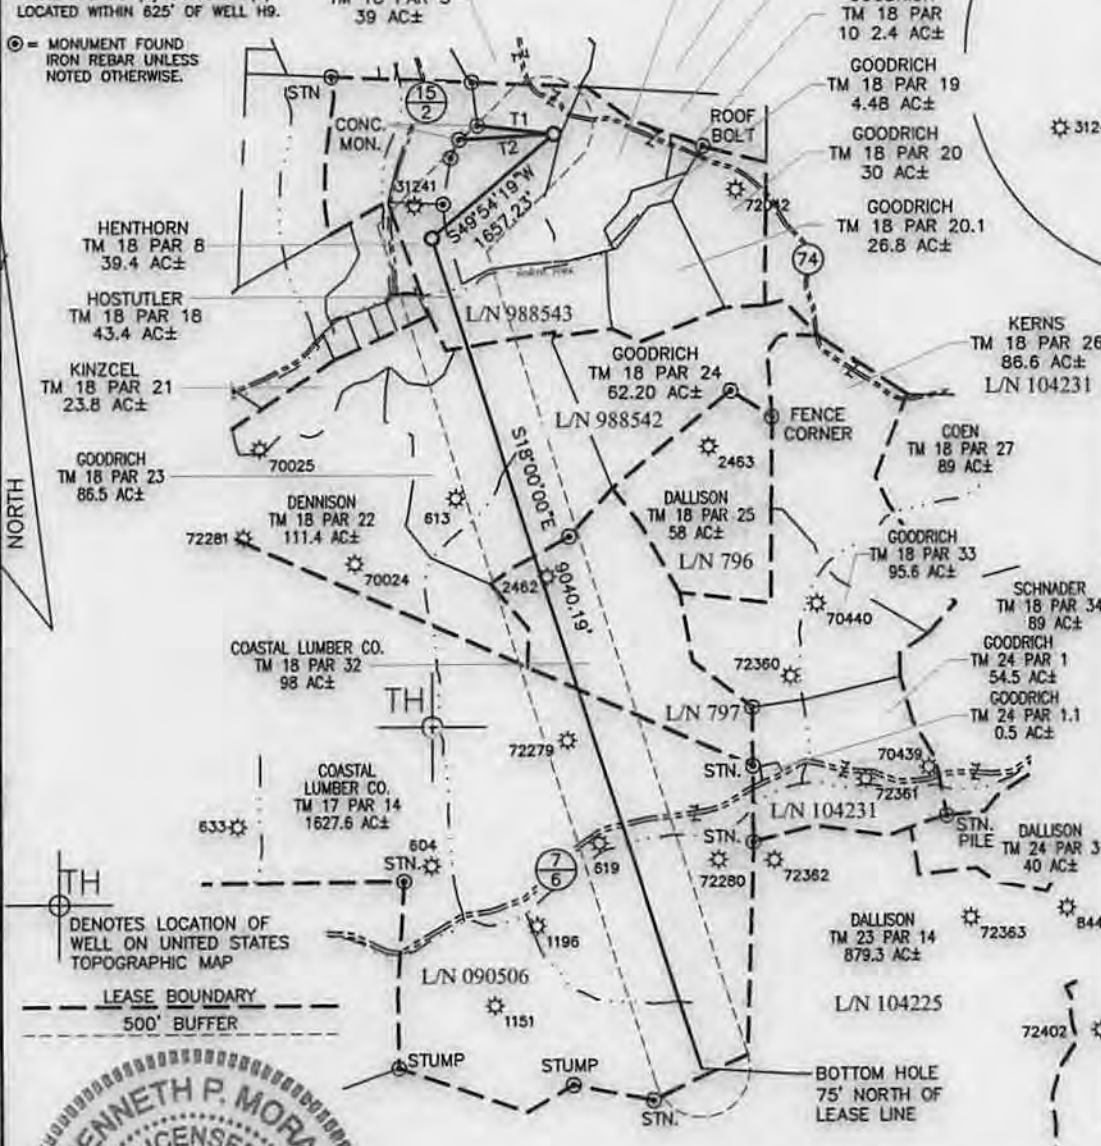 LOCATED WITHIN 625' OF WELL H9.
39 AC±
= MONUMENT FOUND
IRON REBAR UNLESS
NOTED OTHERWISE.
TM 18 PAR
10 2.4 AC±
GOODRICH
TM 18 PAR 19
4.48 AC±
GOODRICH
TM 18 PAR 20
30 AC±
GOODRICH
TM 18 PAR 20.1
26.8 AC±
STN
15
2
CONC.
MON.
T1
T2
ROOF
BOLT
31241
72042
74
S49°54'19"W
1657.23'
HENTHORN
TM 18 PAR 8
39.4 AC±
HOSTUTLER
TM 18 PAR 18
43.4 AC±
KINZCEL
TM 18 PAR 21
23.8 AC±
GOODRICH
TM 18 PAR 23
86.5 AC±
L/N 988543
GOODRICH
TM 18 PAR 24
62.20 AC±
L/N 988542
KERNS
TM 18 PAR 26
86.6 AC±
L/N 104231
FENCE
CORNER
COEN
TM 18 PAR 27
89 AC±
NORTH
70025
2463
613
S18°00'00"E
DENNISON
TM 18 PAR 22
111.4 AC±
DALLISON
TM 18 PAR 25
58 AC±
L/N 796
GOODRICH
TM 18 PAR 33
95.6 AC±
72281
70024
2462
9040.19'
70440
SCHNADER
TM 18 PAR 34
89 AC±
GOODRICH
TM 24 PAR 1
54.5 AC±
GOODRICH
TM 24 PAR 1.1
0.5 AC±
COASTAL LUMBER CO.
TM 18 PAR 32
98 AC±
72360
TH
L/N 797
72279
STN.
70439
72361
COASTAL
LUMBER CO.
TM 17 PAR 14
1627.6 AC±
L/N 104231
STN.
PILE
DALLISON
TM 24 PAR 3
40 AC±
633
604
STN.
7
6
619
STN.
72280
72362
TH
DENOTES LOCATION OF
WELL ON UNITED STATES
TOPOGRAPHIC MAP
1196
DALLISON
TM 23 PAR 14
879.3 AC±
72363
844
L/N 090506
LEASE BOUNDARY
500' BUFFER
1151
L/N 104225
72402
STUMP
STUMP
STN.
BOTTOM HOLE
75' NORTH OF
LEASE LINE
KENNETH P. MORA